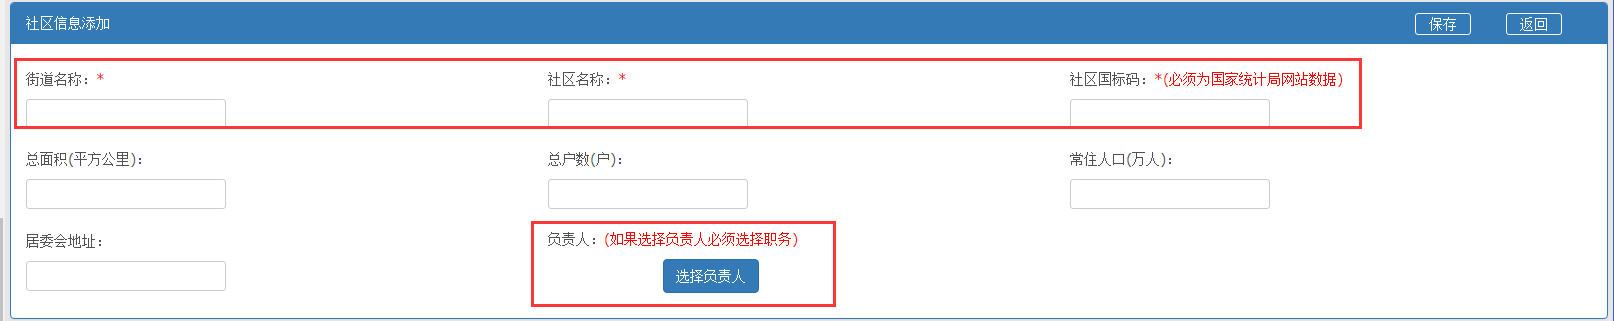 社区信息添加 保存 返回
街道名称：* 社区名称：* 社区国标码：*(必须为国家统计局网站数据)
总面积(平方公里)： 总户数(户)： 常住人口(万人)：
居委会地址： 负责人：(如果选择负责人必须选择职务)
选择负责人